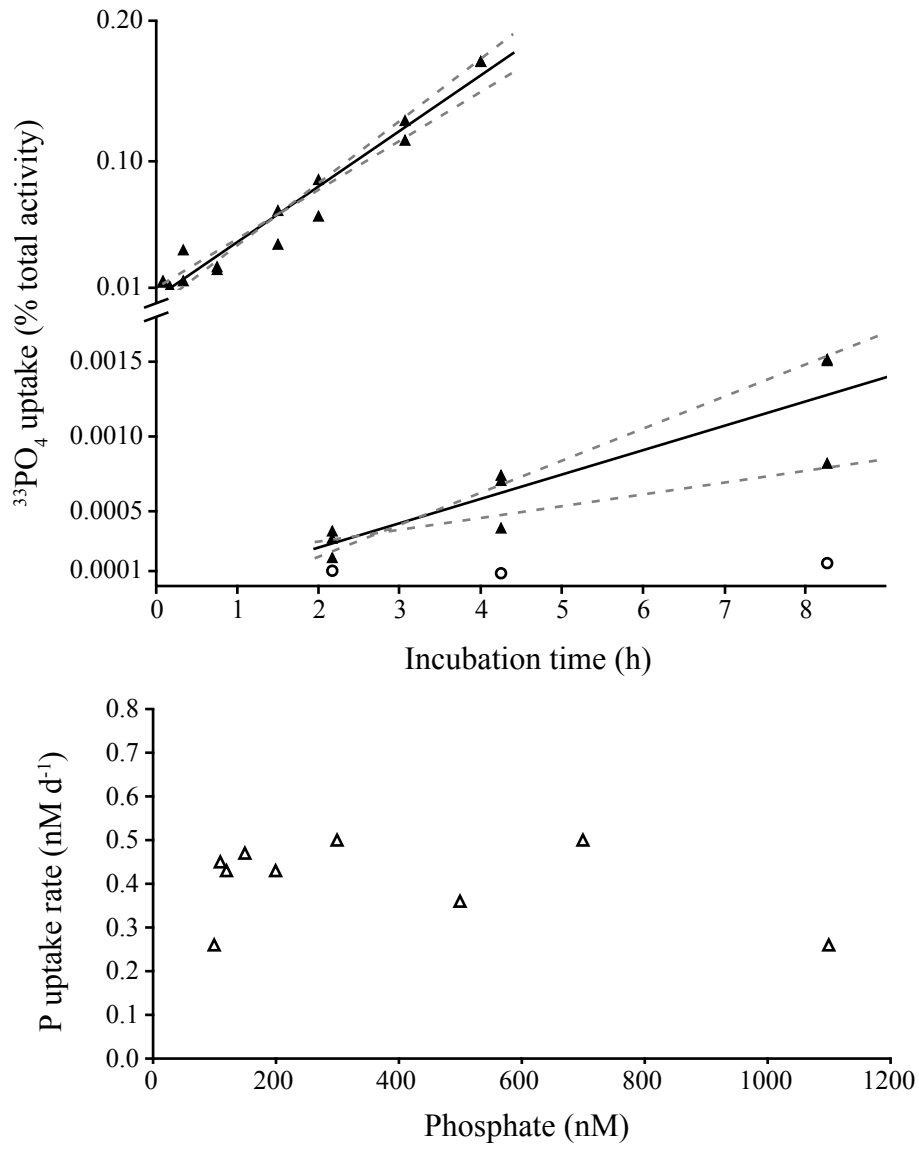 0.20
0.10
0.01
0.0015
0.0010
0.0005
0.0001
³³PO₄ uptake (% total activity)
0 1 2 3 4 5 6 7 8
Incubation time (h)
0.8
0.7
0.6
0.5
0.4
0.3
0.2
0.1
0.0
P uptake rate (nM d⁻¹)
0 200 400 600 800 1000 1200
Phosphate (nM)